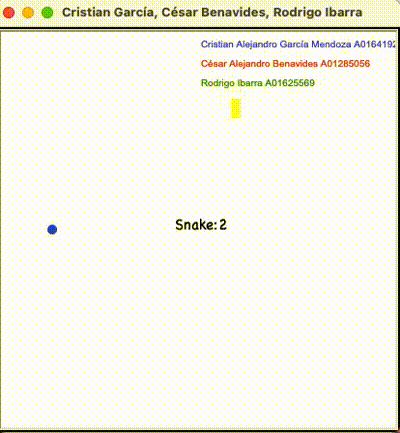 Cristian García, César Benavides, Rodrigo Ibarra
Cristian Alejandro García Mendoza A0164192
César Alejandro Benavides A01285056
Rodrigo Ibarra A01625569
Snake: 2